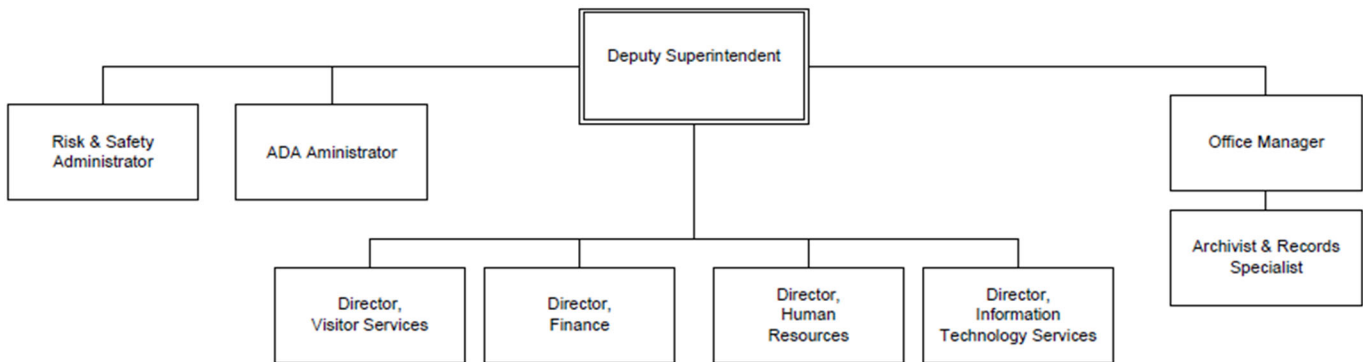 Deputy Superintendent
Risk & Safety
Administrator
ADA Aministrator
Office Manager
Archivist & Records
Specialist
Director,
Visitor Services
Director,
Finance
Director,
Human
Resources
Director,
Information
Technology Services